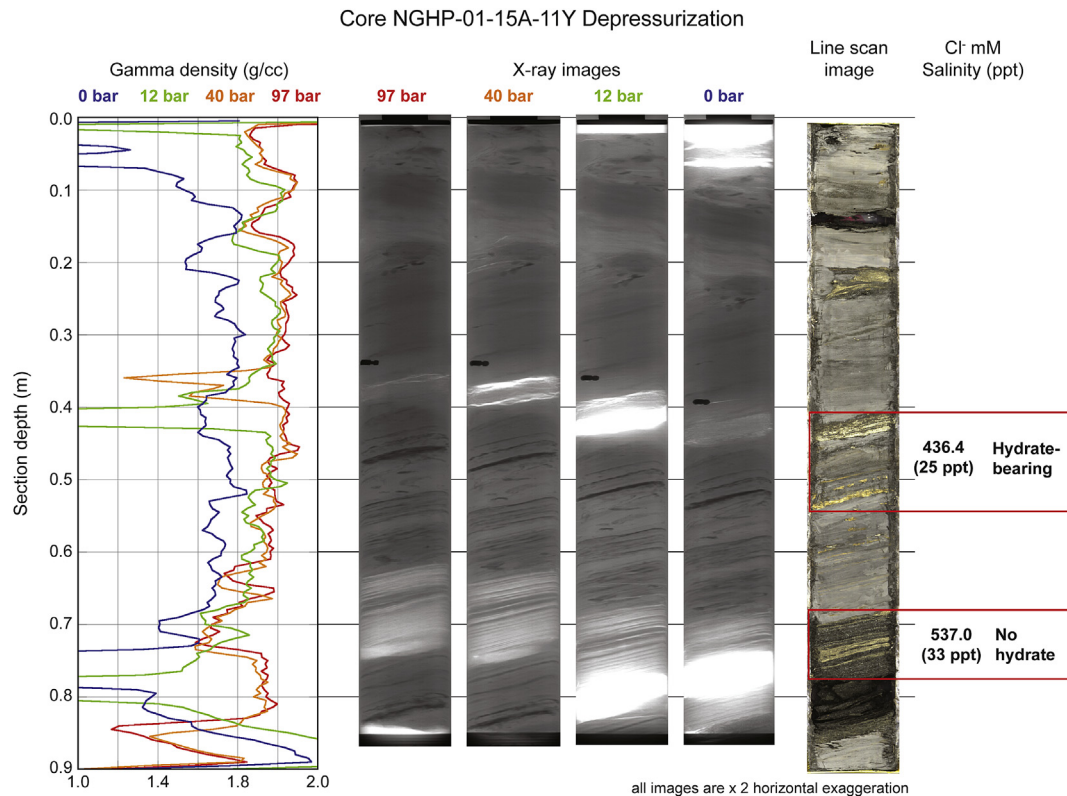 Core NGHP-01-15A-11Y Depressurization
Gamma density (g/cc)
X-ray images
Line scan
image
Cl- mM
Salinity (ppt)
0 bar
12 bar
40 bar
97 bar
97 bar
40 bar
12 bar
0 bar
Section depth (m)
0.0
0.1
0.2
0.3
0.4
0.5
0.6
0.7
0.8
0.9
1.0
1.4
1.8
2.0
436.4
(25 ppt)
Hydrate-
bearing
537.0
(33 ppt)
No
hydrate
all images are x 2 horizontal exaggeration